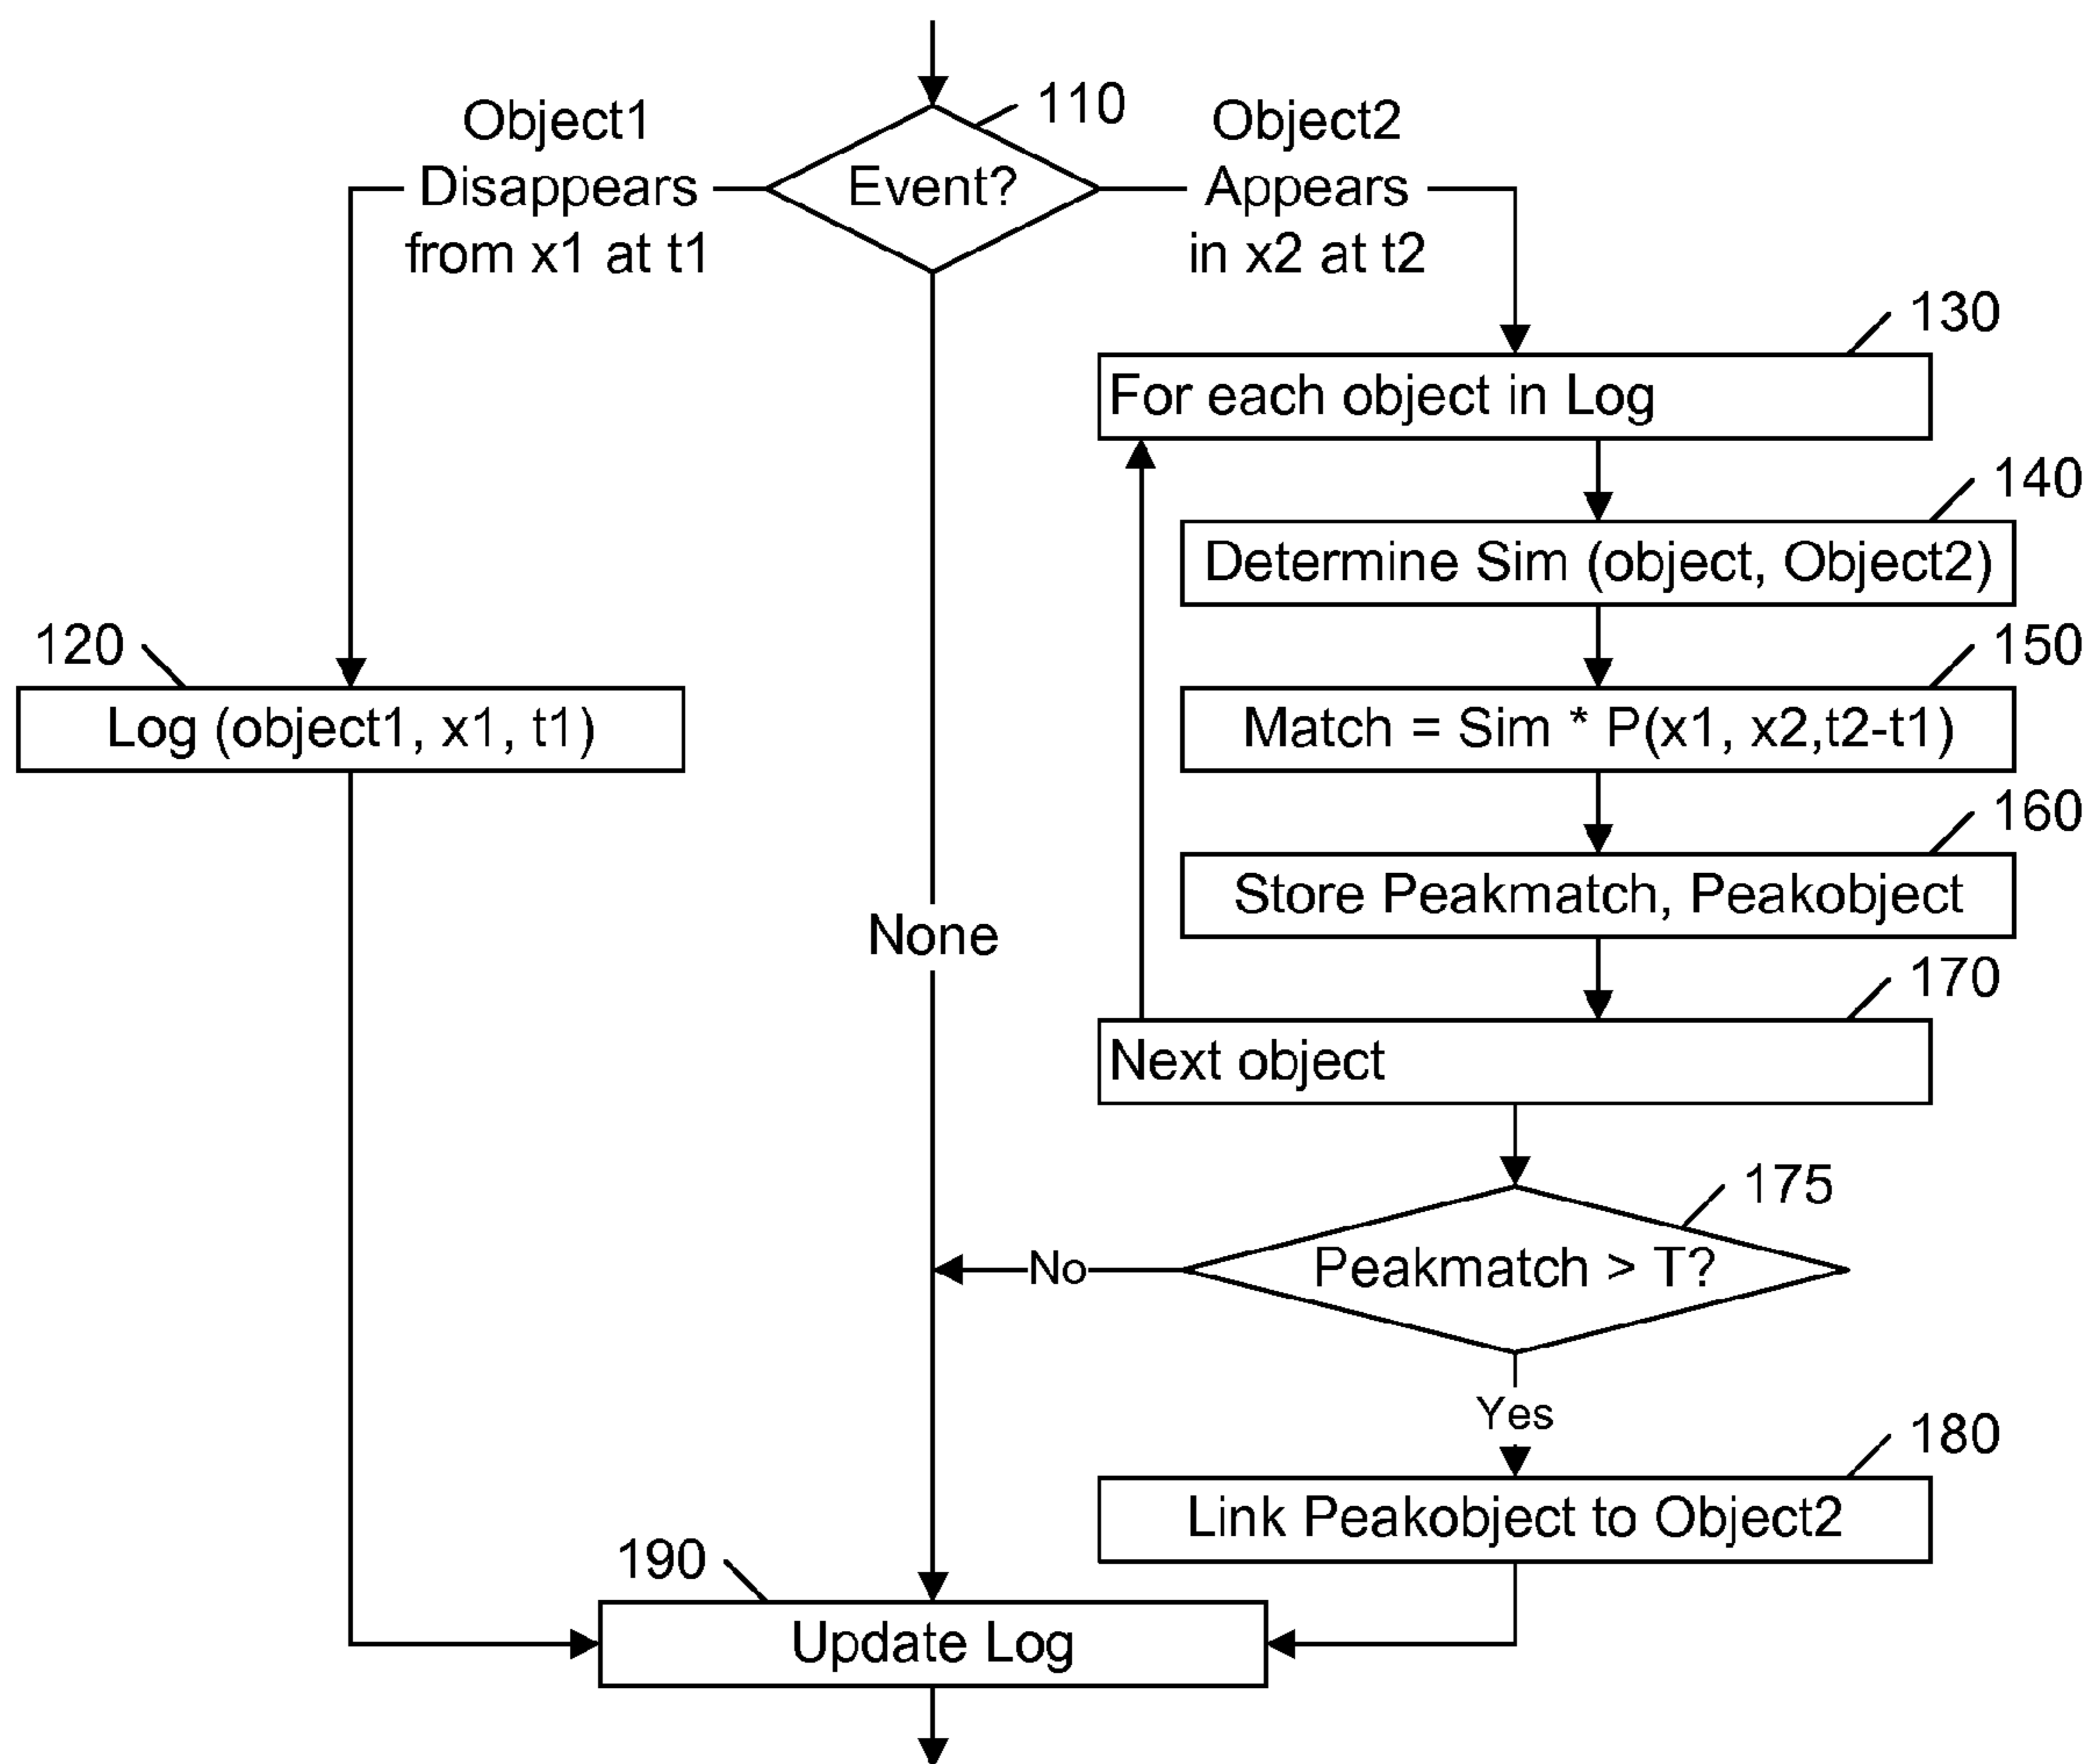 110
Object1
Disappears
from x1 at t1
Event?
Object2
Appears
in x2 at t2
130
For each object in Log
140
Determine Sim (object, Object2)
120
Log (object1, x1, t1)
150
Match = Sim * P(x1, x2,t2-t1)
160
Store Peakmatch, Peakobject
None
170
Next object
175
Peakmatch > T?
No
Yes
180
Link Peakobject to Object2
190
Update Log